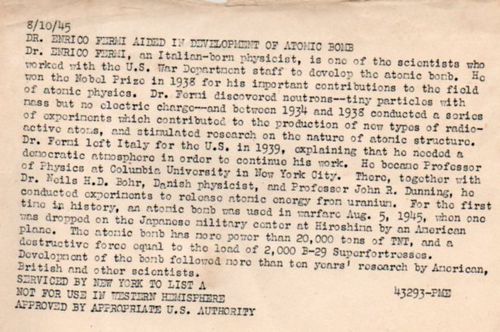 8/10/45
DR. ENRICO FERMI AIDED IN DEVELOPMENT OF ATOMIC BOMB
Dr. ENRICO FERMI, an Italian-born physicist, is one of the scientists who
worked with the U.S. War Department staff to develop the atomic bomb. He
won the Nobel Prize in 1938 for his important contributions to the field
of atomic physics. Dr. Fermi discovered neutrons--tiny particles with
mass but no electric charge--and between 1934 and 1938 conducted a series
of experiments which contributed to the production of new types of radio-
active atoms, and stimulated research on the nature of atomic structure.
Dr. Fermi left Italy for the U.S. in 1939, explaining that he needed a
democratic atmosphere in order to continue his work. He became Professor
of Physics at Columbia University in New York City. There, together with
Dr. Neils H.D. Bohr, Danish physicist, and Professor John R. Dunning, he
conducted experiments to release atomic energy from uranium. For the first
time in history, an atomic bomb was used in warfare Aug. 5, 1945, when one
was dropped on the Japanese military center at Hiroshima by an American
plane. The atomic bomb has more power than 20,000 tons of TNT, and a
destructive force equal to the load of 2,000 B-29 Superfortresses.
Development of the bomb followed more than ten years' research by American,
British and other scientists.
SERVICED BY NEW YORK TO LIST A
NOT FOR USE IN WESTERN HEMISPHERE 43293-PME
APPROVED BY APPROPRIATE U.S. AUTHORITY